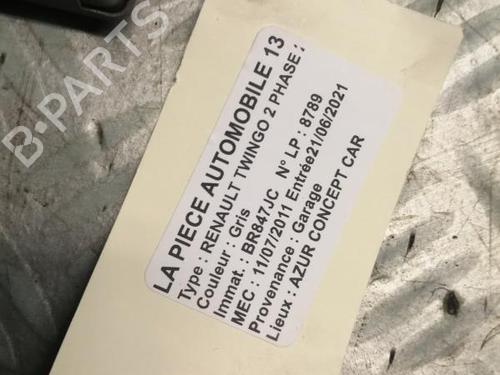 B-PARTS
LA PIECE AUTOMOBILE 13
Type : RENAULT TWINGO 2 PHASE 2
Couleur : Gris
Immat. : BR847JC N° LP : 8789
MEC : 11/07/2011 Entrée21/06/2021
Provenance : Garage
Lieux : AZUR CONCEPT CAR